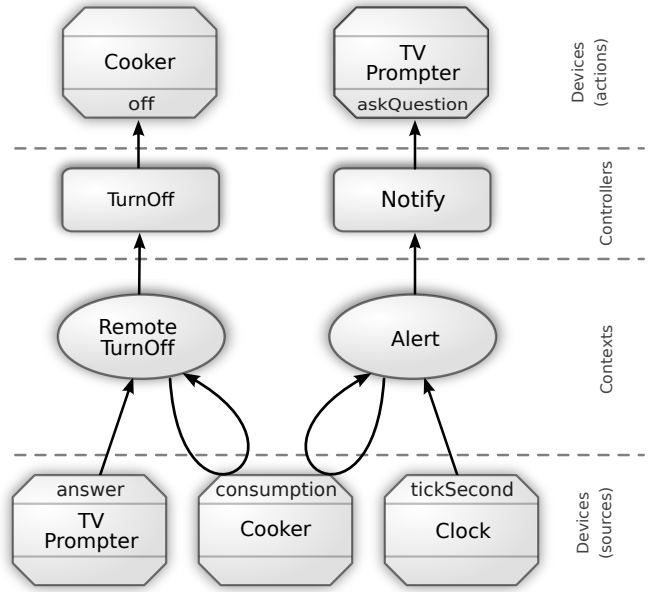 Cooker
off
TV
Prompter
askQuestion
Devices
(actions)
TurnOff
Notify
Controllers
Remote
TurnOff
Alert
Contexts
answer
TV
Prompter
consumption
Cooker
tickSecond
Clock
Devices
(sources)